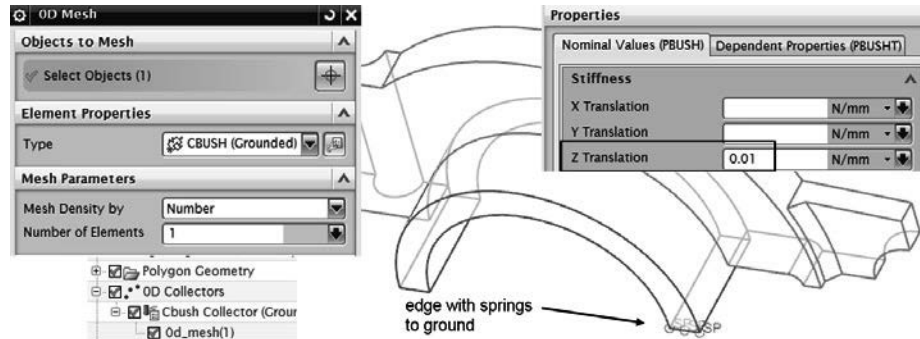 0D Mesh
Objects to Mesh
Select Objects (1)
Element Properties
Type CBUSH (Grounded)
Mesh Parameters
Mesh Density by Number
Number of Elements 1
Polygon Geometry
0D Collectors
Cbush Collector (Grour
0d_mesh(1)
Properties
Nominal Values (PBUSH) Dependent Properties (PBUSHT)
Stiffness
X Translation N/mm
Y Translation N/mm
Z Translation 0.01 N/mm
edge with springs
to ground